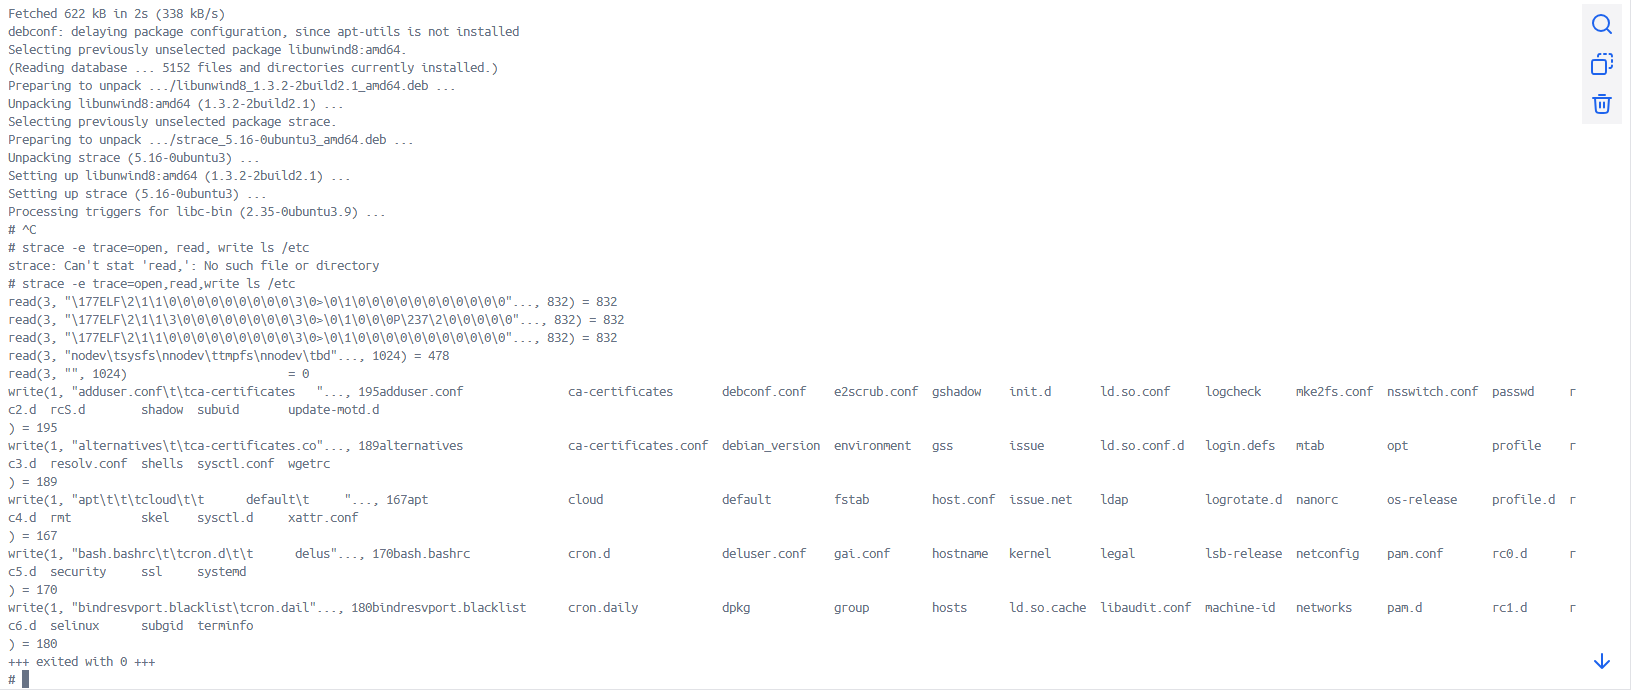 Fetched 622 kB in 2s (338 kB/s)
debconf: delaying package configuration, since apt-utils is not installed
Selecting previously unselected package libunwind8:amd64.
(Reading database ... 5152 files and directories currently installed.)
Preparing to unpack .../libunwind8_1.3.2-2build2.1_amd64.deb ...
Unpacking libunwind8:amd64 (1.3.2-2build2.1) ...
Selecting previously unselected package strace.
Preparing to unpack .../strace_5.16-0ubuntu3_amd64.deb ...
Unpacking strace (5.16-0ubuntu3) ...
Setting up libunwind8:amd64 (1.3.2-2build2.1) ...
Setting up strace (5.16-0ubuntu3) ...
Processing triggers for libc-bin (2.35-0ubuntu3.9) ...
# ^C
# strace -e trace=open, read, write ls /etc
strace: Can't stat 'read,': No such file or directory
# strace -e trace=open,read,write ls /etc
read(3, "\177ELF\2\1\1\0\0\0\0\0\0\0\0\0\3\0>\0\1\0\0\0\0\0\0\0\0\0\0\0"..., 832) = 832
read(3, "\177ELF\2\1\1\3\0\0\0\0\0\0\0\0\3\0>\0\1\0\0\0P\237\2\0\0\0\0\0"..., 832) = 832
read(3, "\177ELF\2\1\1\0\0\0\0\0\0\0\0\0\3\0>\0\1\0\0\0\0\0\0\0\0\0\0\0"..., 832) = 832
read(3, "nodev\tsysfs\nnodev\ttmpfs\nnodev\tbd"..., 1024) = 478
read(3, "", 1024)                       = 0
write(1, "adduser.conf\t\tca-certificates   "..., 195adduser.conf               ca-certificates       debconf.conf    e2scrub.conf  gshadow    init.d       ld.so.conf     logcheck     mke2fs.conf  nsswitch.conf  passwd     r
c2.d  rcS.d        shadow  subuid       update-motd.d
) = 195
write(1, "alternatives\t\tca-certificates.co"..., 189alternatives               ca-certificates.conf  debian_version  environment   gss        issue        ld.so.conf.d   login.defs   mtab         opt            profile    r
c3.d  resolv.conf  shells  sysctl.conf  wgetrc
) = 189
write(1, "apt\t\t\tcloud\t\t      default\t     "..., 167apt                    cloud                 default         fstab         host.conf  issue.net    ldap           logrotate.d  nanorc       os-release     profile.d  r
c4.d  rmt          skel    sysctl.d     xattr.conf
) = 167
write(1, "bash.bashrc\t\tcron.d\t\t      delus"..., 170bash.bashrc              cron.d                deluser.conf    gai.conf      hostname   kernel       legal          lsb-release  netconfig    pam.conf       rc0.d      r
c5.d  security     ssl     systemd
) = 170
write(1, "bindresvport.blacklist\tcron.dail"..., 180bindresvport.blacklist      cron.daily            dpkg            group         hosts      ld.so.cache  libaudit.conf  machine-id   networks     pam.d          rc1.d      r
c6.d  selinux      subgid  terminfo
) = 180
+++ exited with 0 +++
#